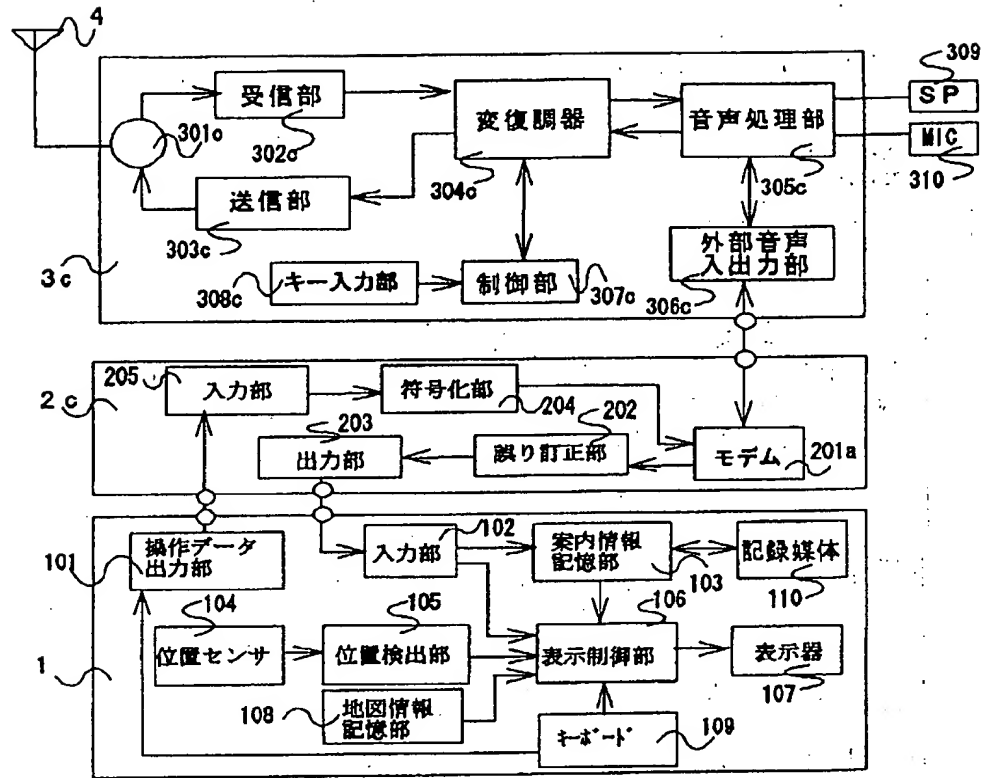 4
受信部
302c
301c
変復調器
304c
音声処理部
305c
309
SP
MIC
310
送信部
303c
外部音声
入出力部
306c
3c
キー入力部
308c
制御部
307c
205
入力部
符号化部
204
2c
203
出力部
202
誤り訂正部
モデム
201a
101
操作データ
出力部
102
入力部
案内情報
記憶部
103
記録媒体
110
104
位置センサ
105
位置検出部
106
表示制御部
表示器
107
1
108
地図情報
記憶部
キーボード
109